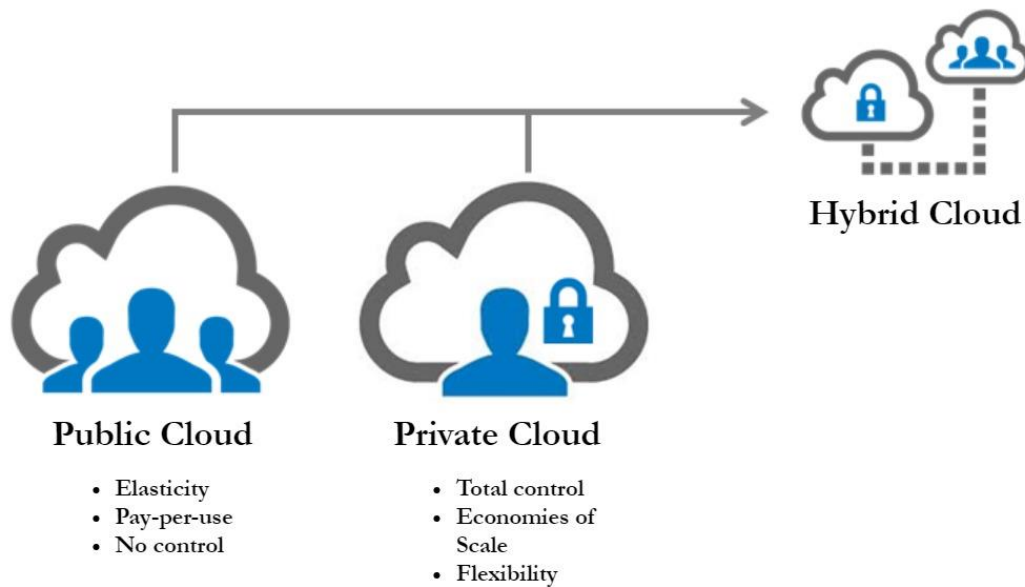 Hybrid Cloud
Public Cloud
• Elasticity
• Pay-per-use
• No control
Private Cloud
• Total control
• Economies of
Scale
• Flexibility